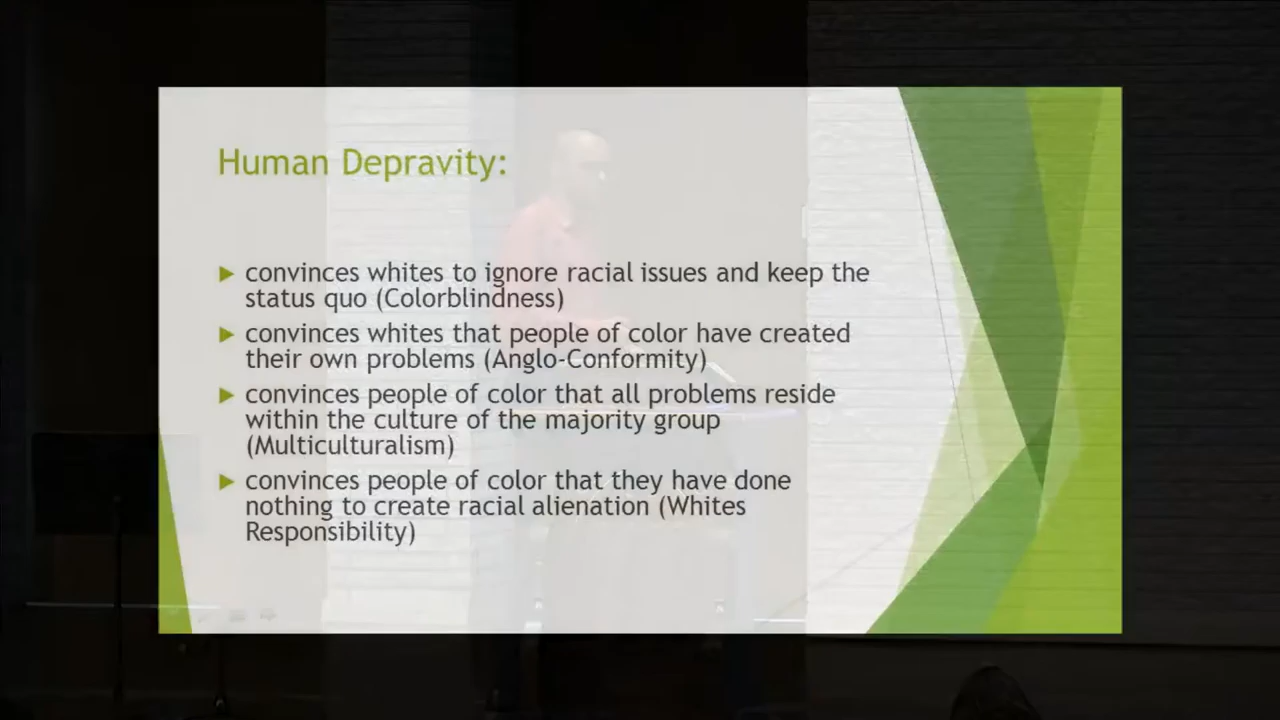 Human Depravity:
convinces whites to ignore racial issues and keep the
status quo (Colorblindness)
convinces whites that people of color have created
their own problems (Anglo-Conformity)
convinces people of color that all problems reside
within the culture of the majority group
(Multiculturalism)
convinces people of color that they have done
nothing to create racial alienation (Whites
Responsibility)